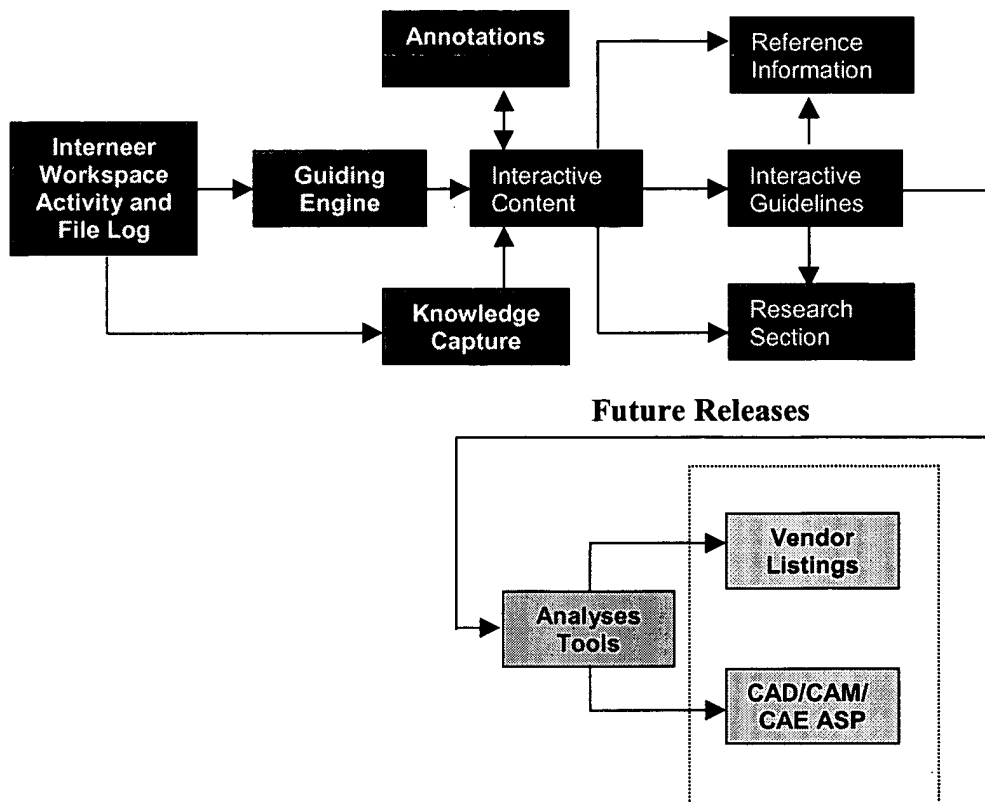 Annotations
Reference
Information
Interneer
Workspace
Activity and
File Log
Guiding
Engine
Interactive
Content
Interactive
Guidelines
Knowledge
Capture
Research
Section
Future Releases
Vendor
Listings
Analyses
Tools
CAD/CAM/
CAE ASP